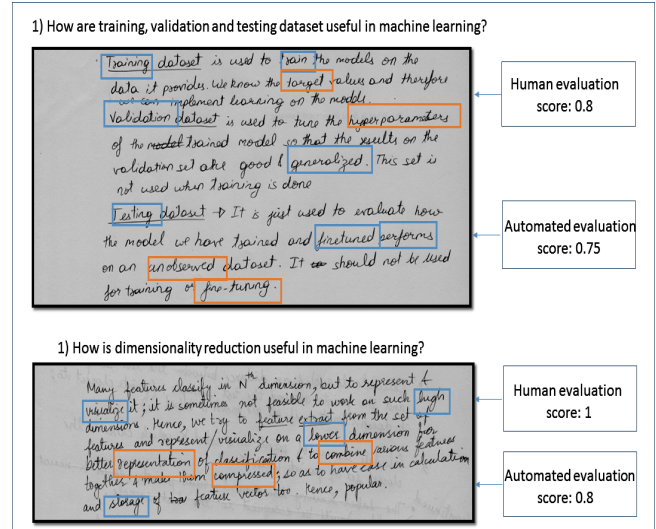 1) How are training, validation and testing dataset useful in machine learning?
Training dataset is used to train the models on the
data it provides. We know the target values and therefore
we can implement learning on the models.
Validation dataset is used to tune the hyperparameters
of the model trained model so that the results on the
validation set are good & generalized. This set is
not used when training is done
Testing dataset → It is just used to evaluate how
the model we have trained and finetuned performs
on an unobserved dataset. It should not be used
for training or fine-tuning.
Human evaluation
score: 0.8
Automated evaluation
score: 0.75
1) How is dimensionality reduction useful in machine learning?
Many features classify in Nth dimension, but to represent &
visualize it; it is sometimes not feasible to work on such high
dimensions. Hence, we try to feature extract from the set of
features and represent/visualize on a lower dimension for
better representation of classification & to combine various features
together & make them compressed; so as to have ease in calculation
and storage of feature vector too. Hence, popular.
Human evaluation
score: 1
Automated evaluation
score: 0.8